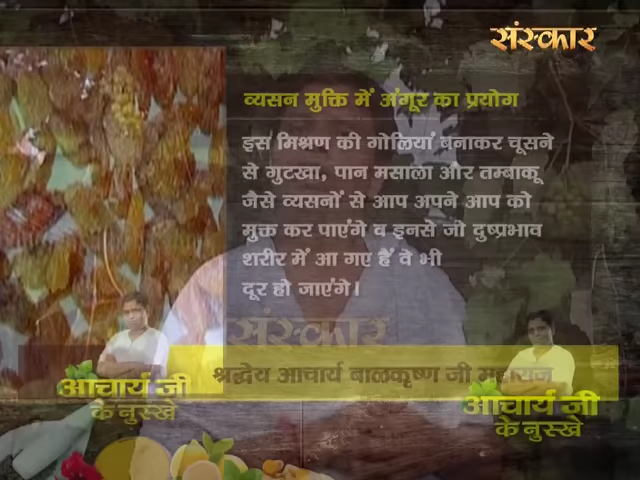 संस्कार
व्यसन मुक्ति में अंगूर का प्रयोग
इस मिश्रण की गोलियां बनाकर चूसने
से गुटखा, पान मसाला और तम्बाकू
जैसे व्यसनों से आप अपने आप को
मुक्त कर पाएंगे व इनसे जो दुष्प्रभाव
शरीर में आ गए हैं वे भी
दूर हो जाएंगे।
संस्कार
श्रद्धेय आचार्य बालकृष्ण जी महाराज
आचार्य जी
के नुस्खे
आचार्य जी
के नुस्खे